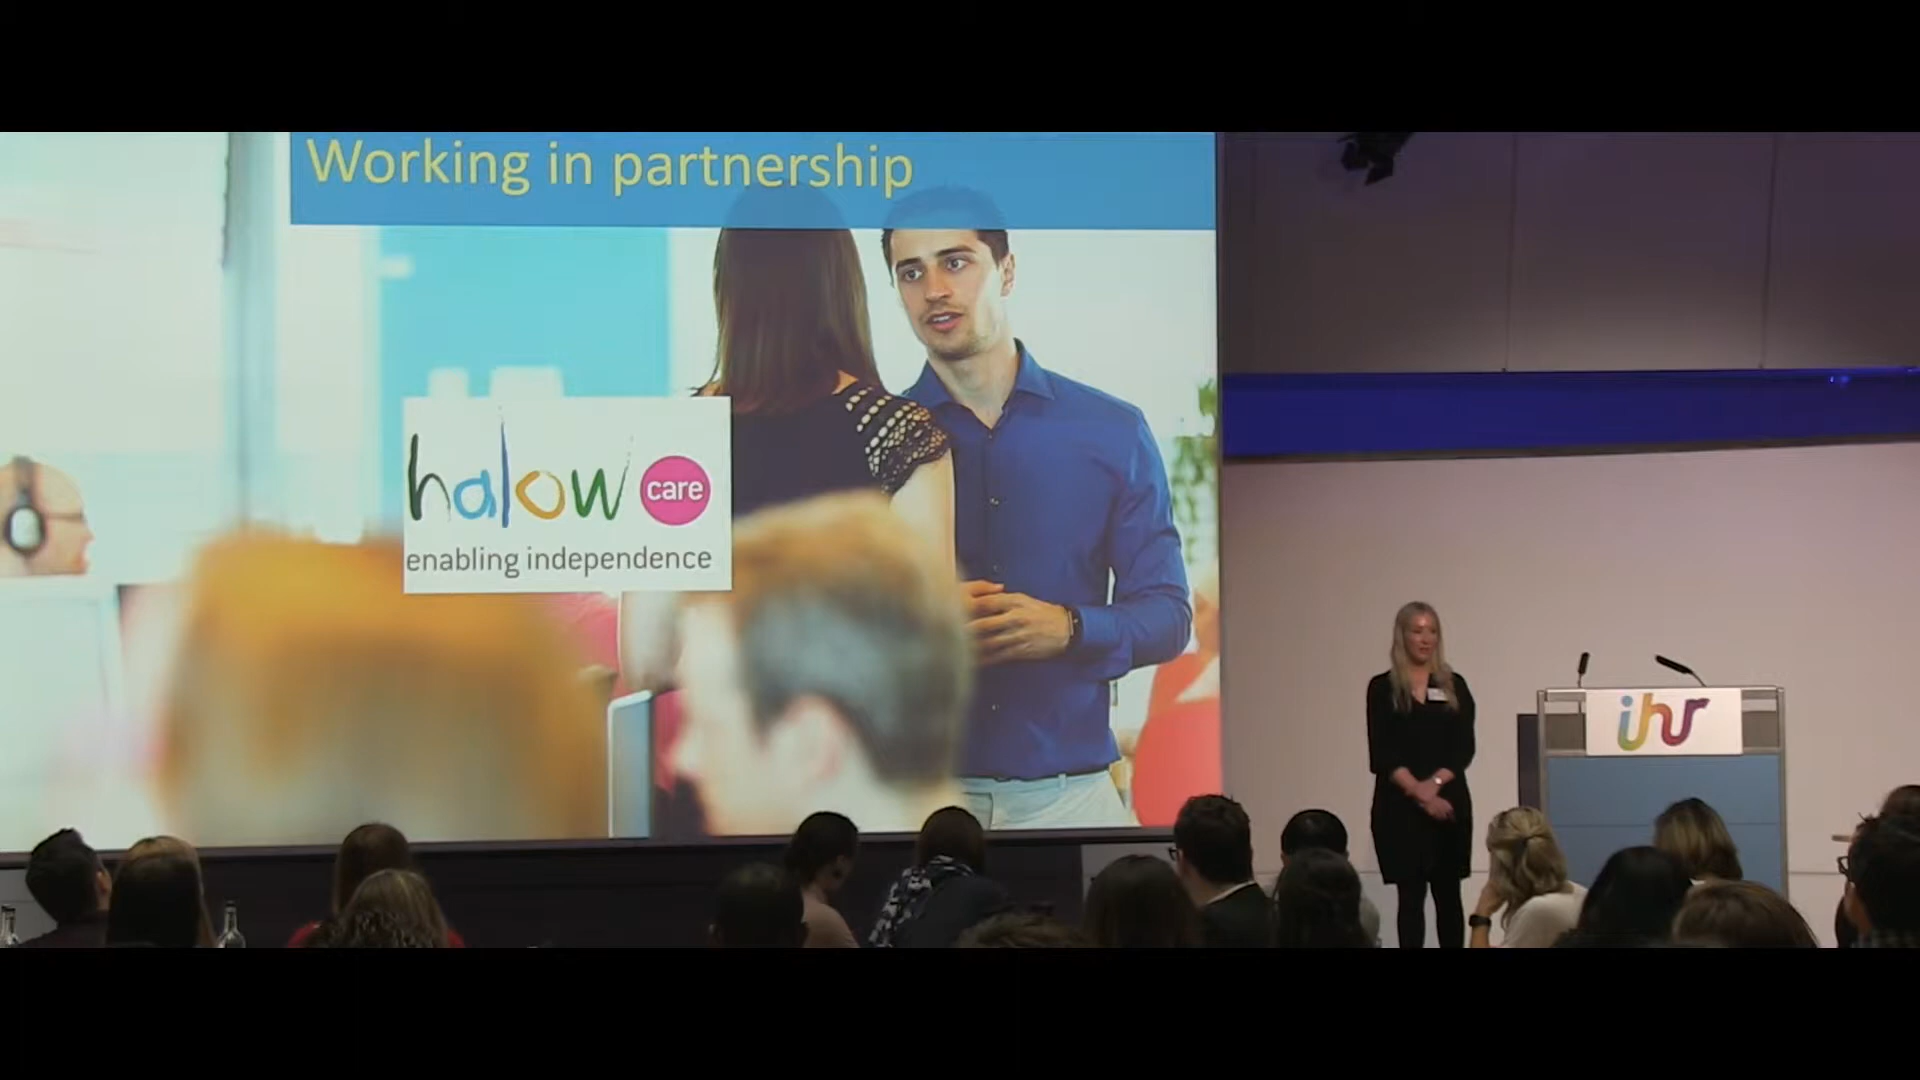 Working in partnership
halow care
enabling independence
ihr